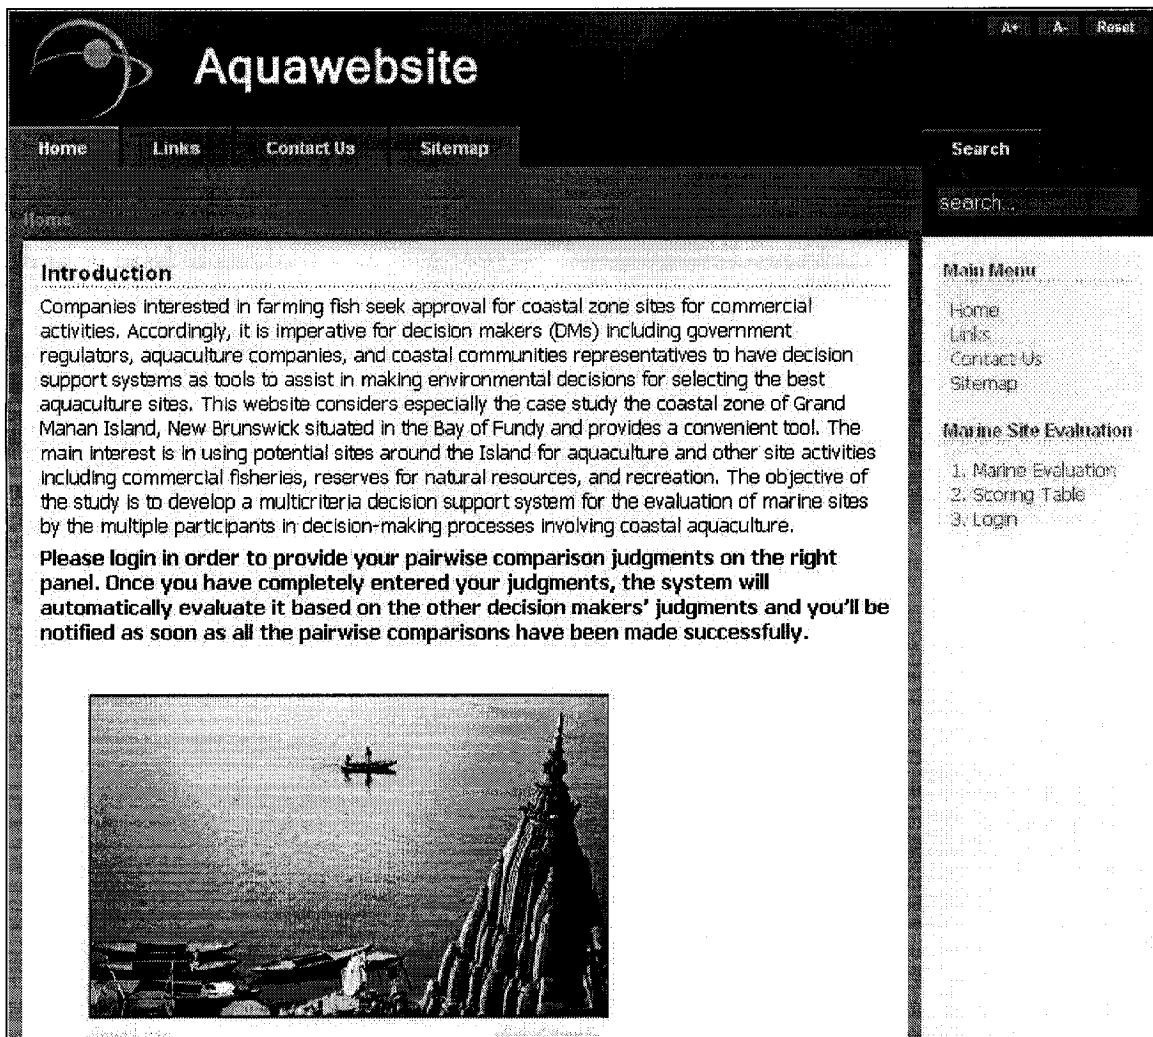 A+ A- Reset
Aquawebsite
Home Links Contact Us Sitemap
Search
search...
Home
Introduction
Companies interested in farming fish seek approval for coastal zone sites for commercial
activities. Accordingly, it is imperative for decision makers (DMs) including government
regulators, aquaculture companies, and coastal communities representatives to have decision
support systems as tools to assist in making environmental decisions for selecting the best
aquaculture sites. This website considers especially the case study the coastal zone of Grand
Manan Island, New Brunswick situated in the Bay of Fundy and provides a convenient tool. The
main interest is in using potential sites around the Island for aquaculture and other site activities
including commercial fisheries, reserves for natural resources, and recreation. The objective of
the study is to develop a multicriteria decision support system for the evaluation of marine sites
by the multiple participants in decision-making processes involving coastal aquaculture.
Please login in order to provide your pairwise comparison judgments on the right
panel. Once you have completely entered your judgments, the system will
automatically evaluate it based on the other decision makers' judgments and you'll be
notified as soon as all the pairwise comparisons have been made successfully.
Main Menu
Home
Links
Contact Us
Sitemap
Marine Site Evaluation
1. Marine Evaluation
2. Scoring Table
3. Login